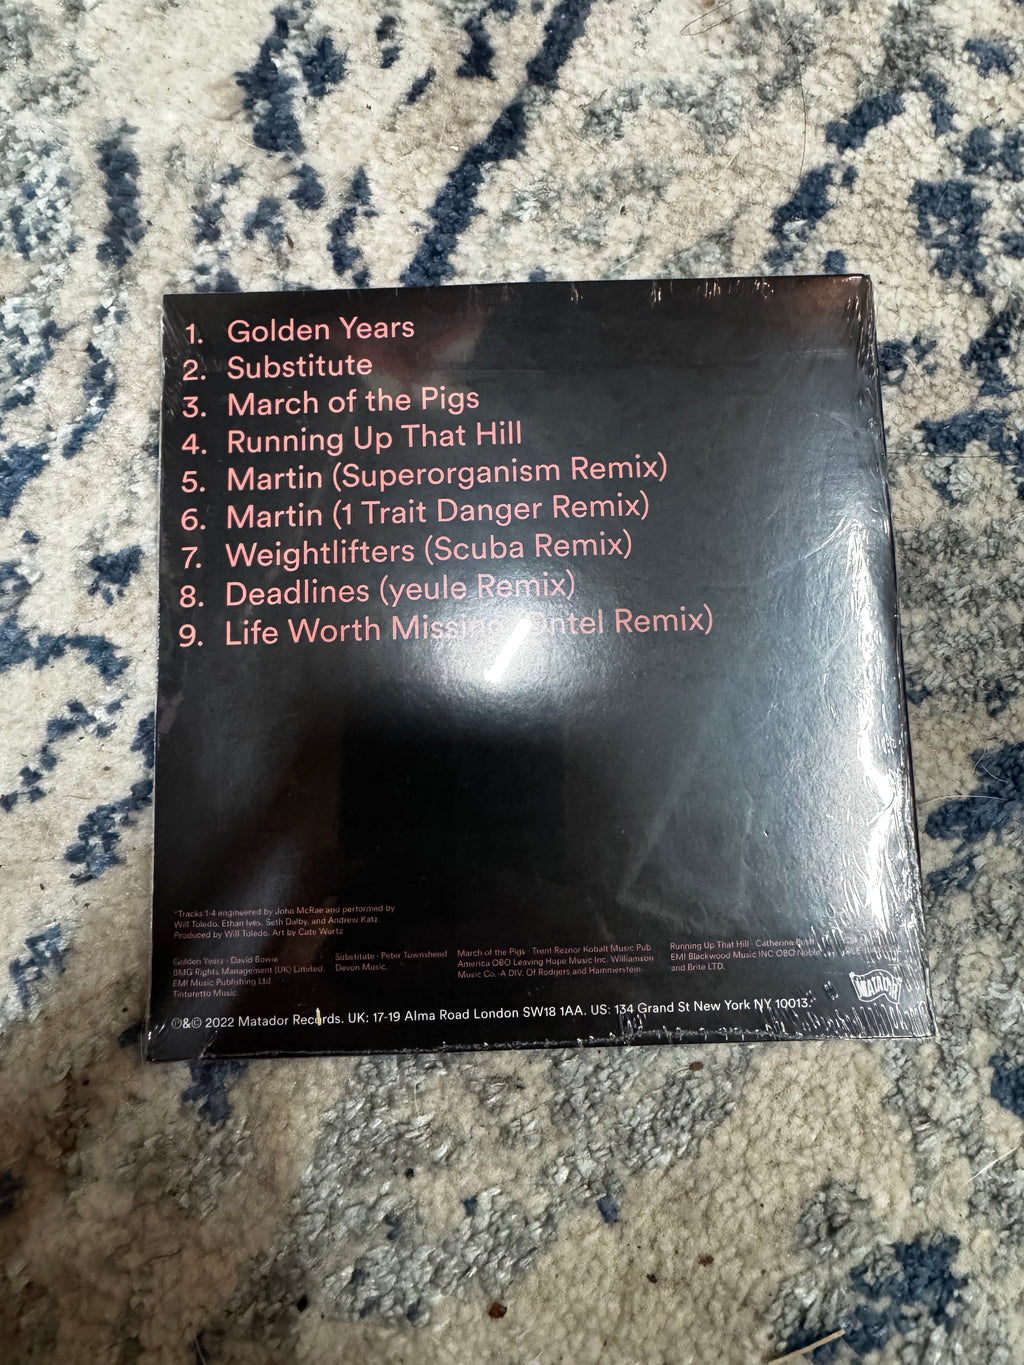 1. Golden Years
2. Substitute
3. March of the Pigs
4. Running Up That Hill
5. Martin (Superorganism Remix)
6. Martin (1 Trait Danger Remix)
7. Weightlifters (Scuba Remix)
8. Deadlines (yeule Remix)
9. Life Worth Missing (Dntel Remix)
*Tracks 1-4 engineered by John McRae and performed by
Will Toledo, Ethan Ives, Seth Dalby, and Andrew Katz.
Produced by Will Toledo. Art by Cate Wurtz
Golden Years - David Bowie
BMG Rights Management (UK) Limited.
EMI Music Publishing Ltd.
Tintoretto Music.
Substitute - Peter Townshend
Devon Music.
March of the Pigs - Trent Reznor Kobalt Music Pub
America OBO Leaving Hope Music Inc. Williamson
Music Co.-A DIV. Of Rodgers and Hammerstein
Running Up That Hill - Catherine Bush
EMI Blackwood Music INC OBO Noble
and Brite LTD.
MATADOR
℗&© 2022 Matador Records. UK: 17-19 Alma Road London SW18 1AA. US: 134 Grand St New York NY 10013.